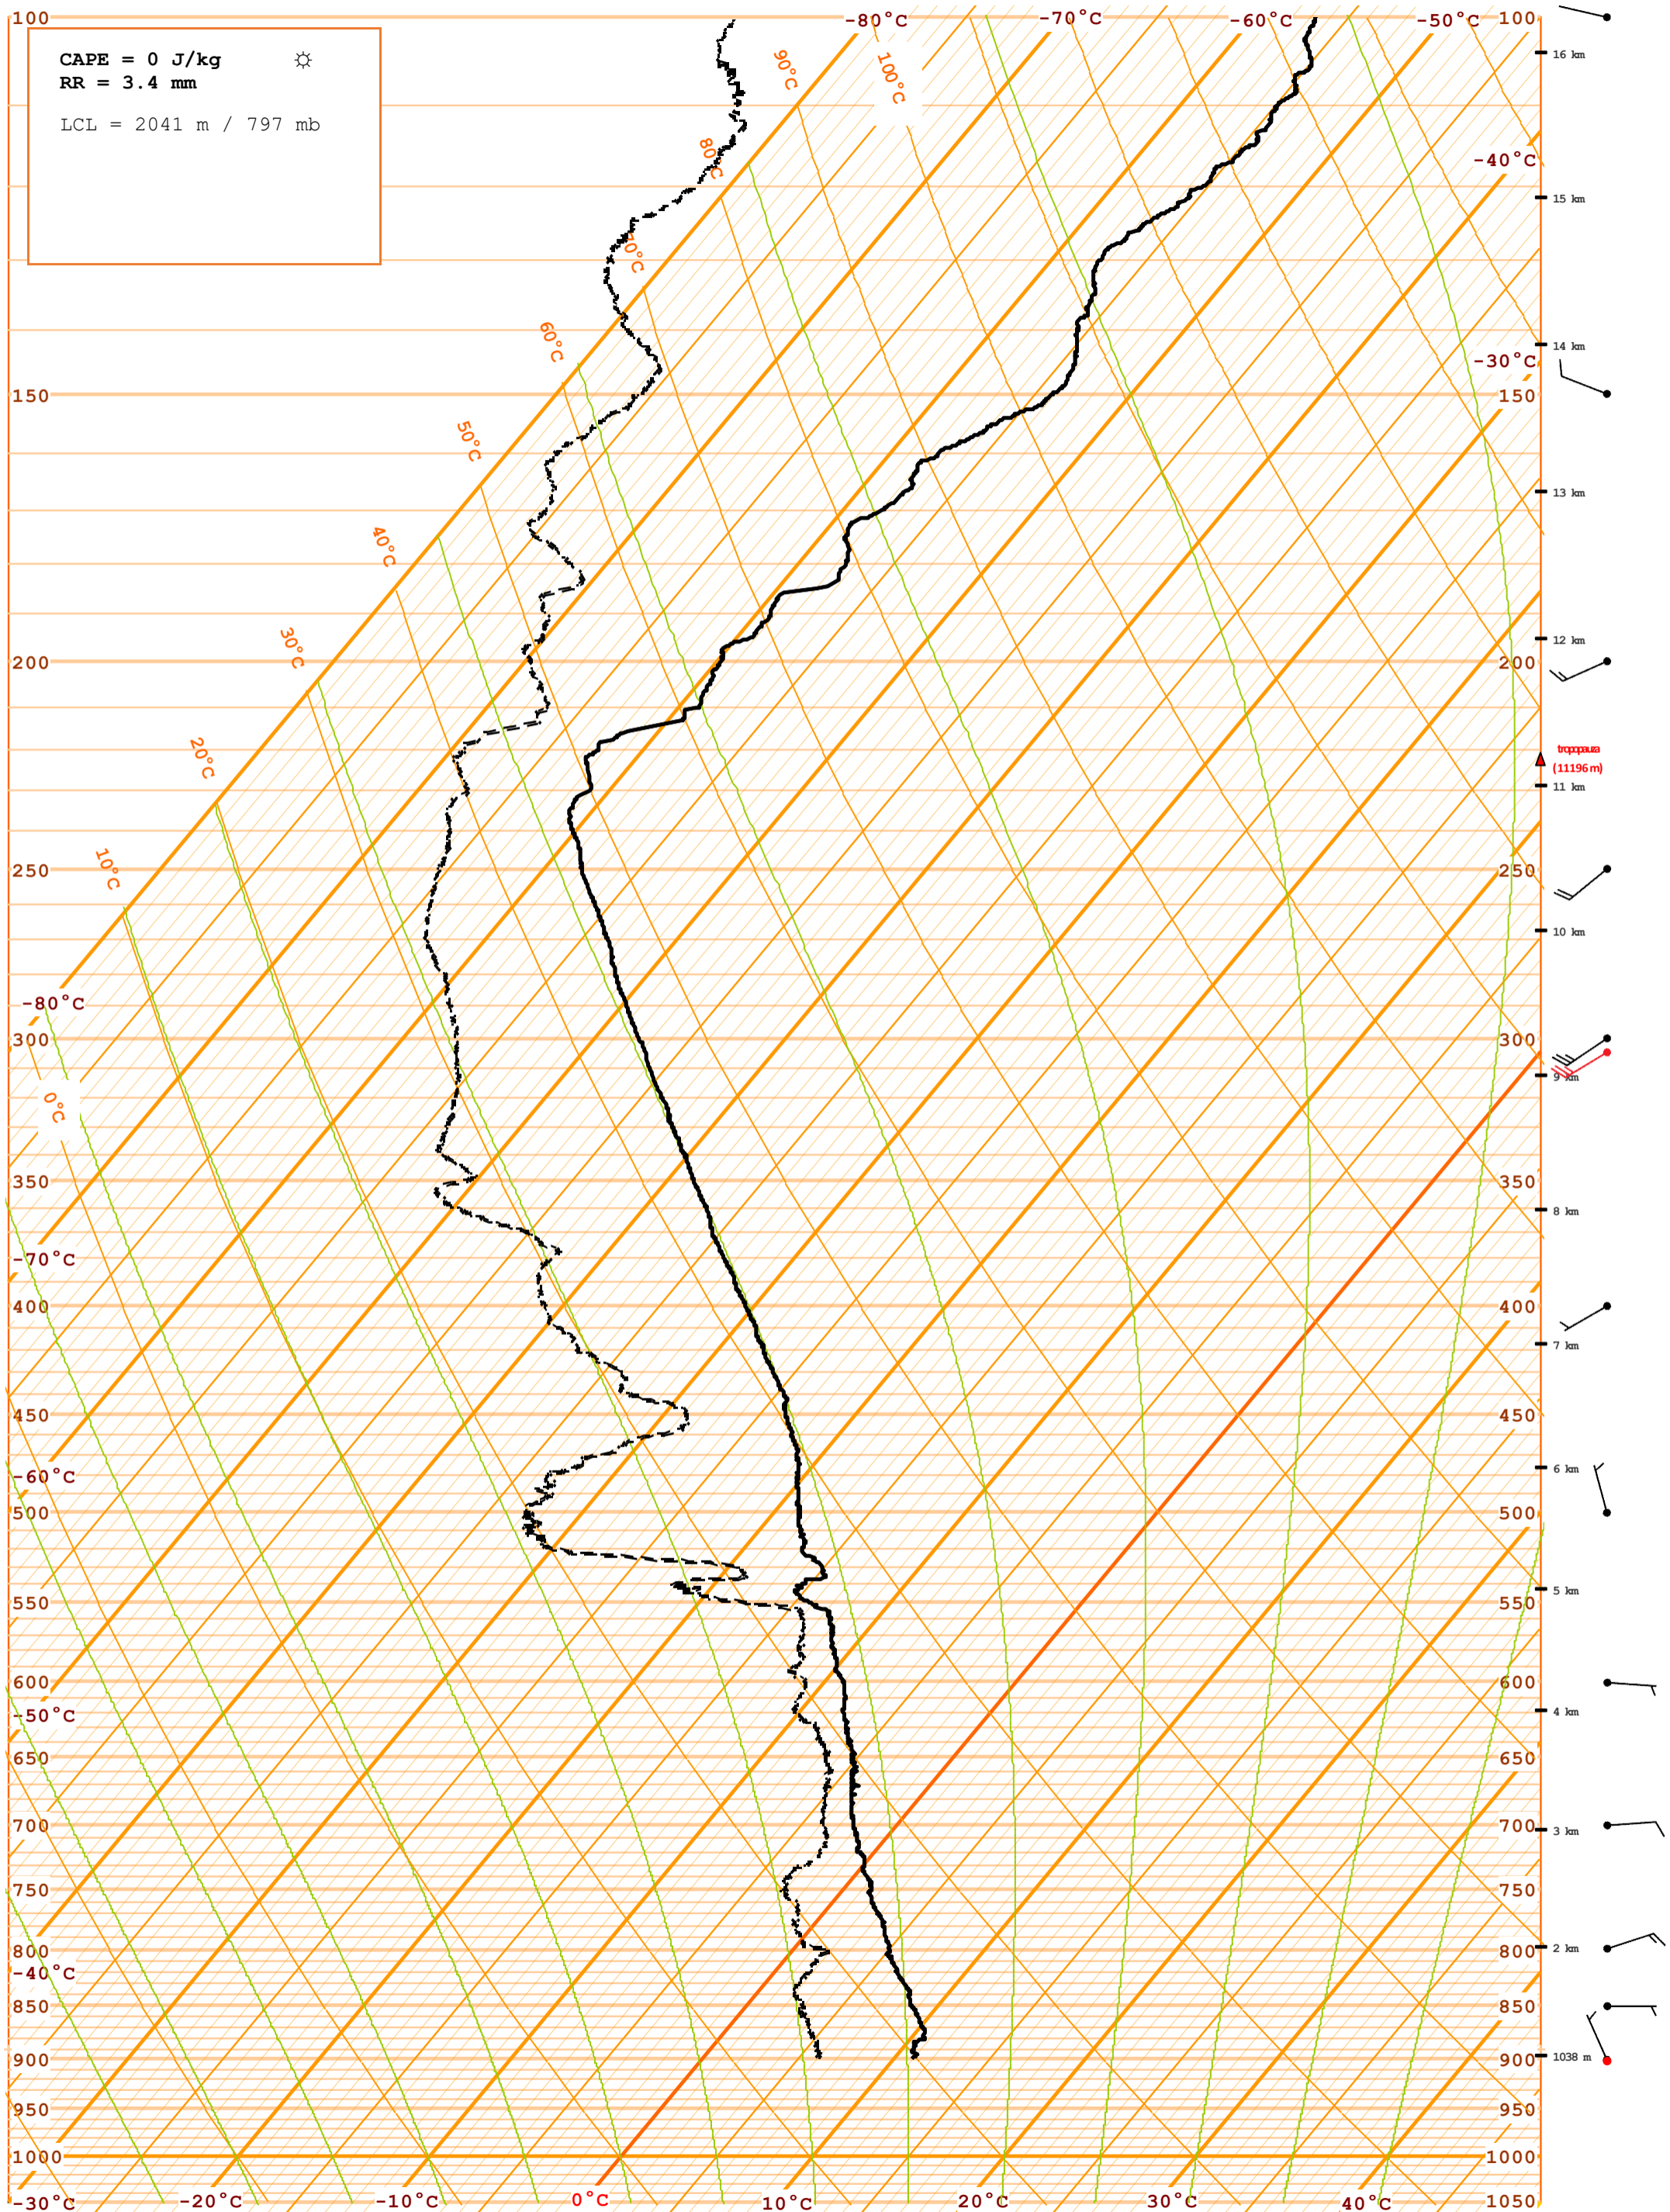 100 -80°C -70°C -60°C -50°C 100
CAPE = 0 J/kg ☼
RR = 3.4 mm
LCL = 2041 m / 797 mb
16 km
90°C 100°C
80°C -40°C
15 km
70°C
60°C 14 km
-30°C
150 150
50°C
13 km
40°C
12 km
30°C
200 200
20°C tropopauza
(11196 m)
11 km
10°C 250 250
10 km
-80°C
300 300
9 km
0°C
350 350
8 km
-70°C
400 400
7 km
450 450
-60°C 6 km
500 500
5 km
550 550
600 600
-50°C 4 km
650 650
700 700
3 km
750 750
800 800 2 km
-40°C
850 850
900 900 1038 m
950 950
1000 1000
-30°C -20°C -10°C 0°C 10°C 20°C 30°C 40°C 1050